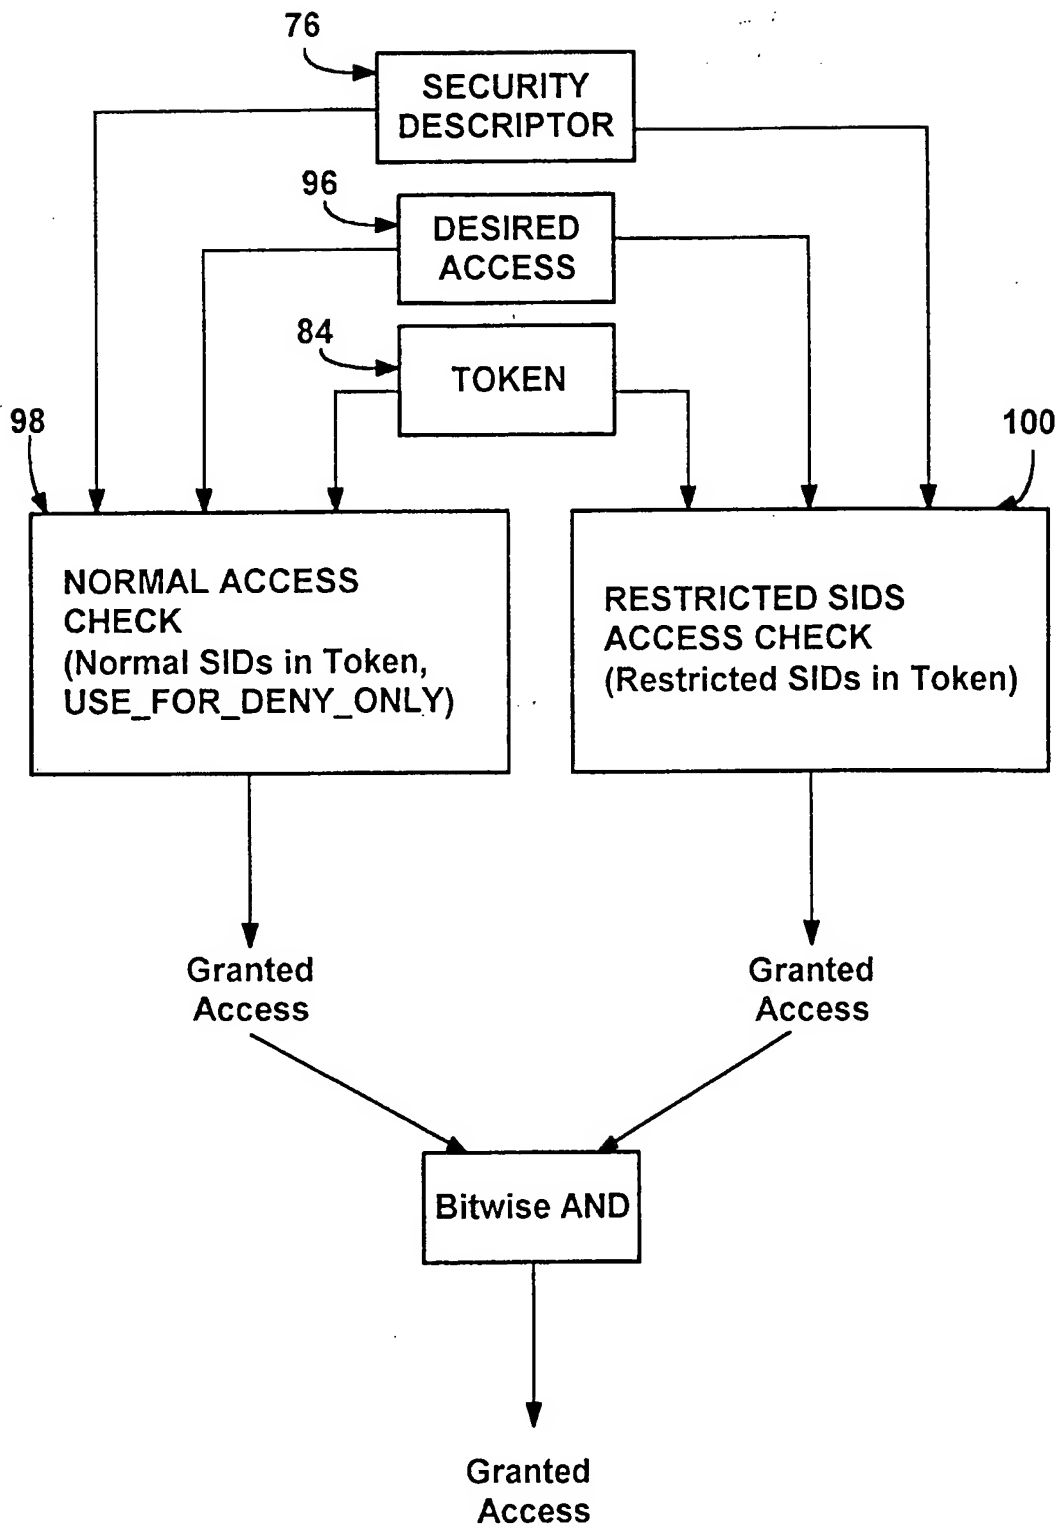 76
SECURITY
DESCRIPTOR
96
DESIRED
ACCESS
84
TOKEN
98
100
NORMAL ACCESS
CHECK
(Normal SIDs in Token,
USE_FOR_DENY_ONLY)
RESTRICTED SIDS
ACCESS CHECK
(Restricted SIDs in Token)
Granted
Access
Granted
Access
Bitwise AND
Granted
Access